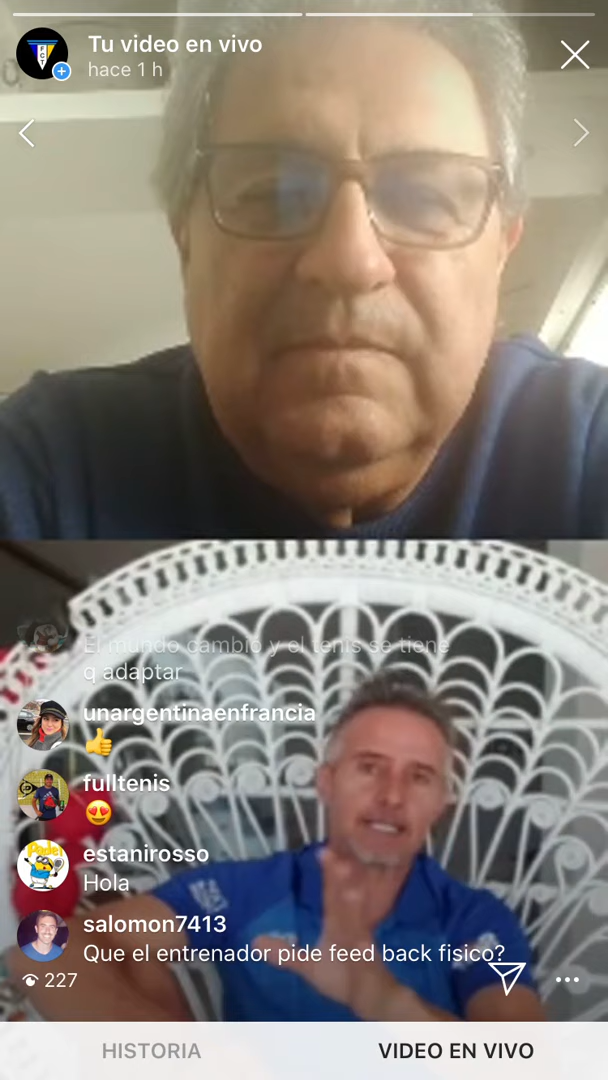 Tu video en vivo
hace 1 h
El mundo cambió y el tenis se tiene
q adaptar
unargentinaenfrancia
fulltenis
Padel
estanirosso
Hola
salomon7413
Que el entrenador pide feed back fisico?
227
HISTORIA
VIDEO EN VIVO